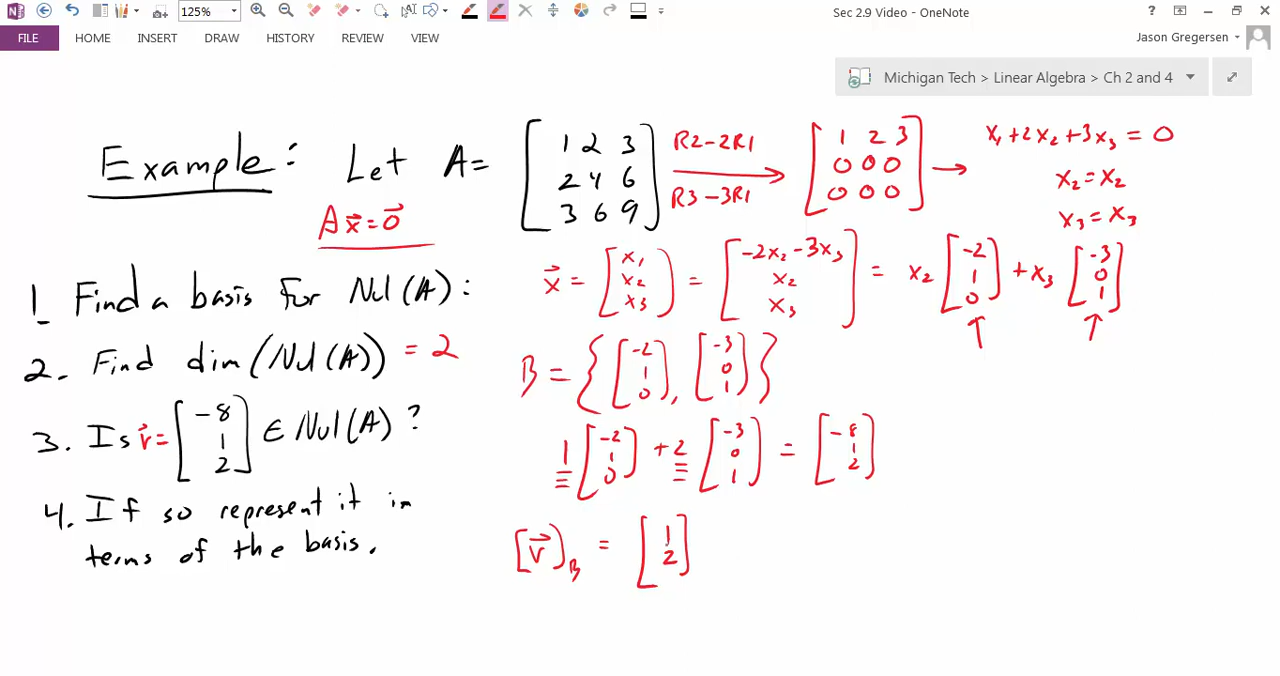 125%
Sec 2.9 Video - OneNote
FILE HOME INSERT DRAW HISTORY REVIEW VIEW
Jason Gregersen
Michigan Tech > Linear Algebra > Ch 2 and 4
Example: Let A= [1 2 3; 2 4 6; 3 6 9] R2-2R1 R3-3R1 → [1 2 3; 0 0 0; 0 0 0] →
x₁+2x₂+3x₃ = 0
x₂=x₂
x₃=x₃
Ax⃗=0⃗
x⃗ = [x₁; x₂; x₃] = [-2x₂-3x₃; x₂; x₃] = x₂ [-2; 1; 0] + x₃ [-3; 0; 1]
1. Find a basis for Nul(A):
2. Find dim(Nul(A)) = 2
B = {[-2; 1; 0], [-3; 0; 1]}
3. Is v⃗= [-8; 1; 2] ∈ Nul(A)?
1 [-2; 1; 0] + 2 [-3; 0; 1] = [-8; 1; 2]
4. If so represent it in
terms of the basis.
[v⃗]B = [1; 2]